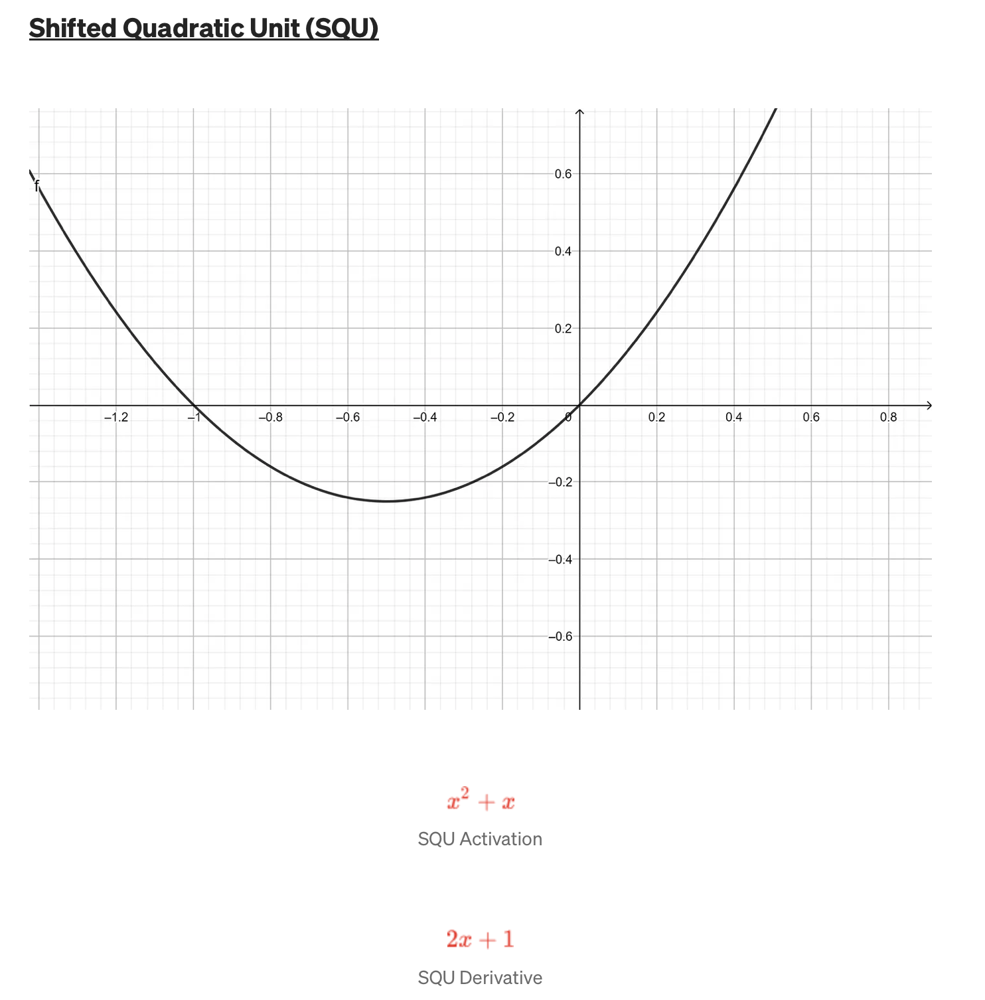 Shifted Quadratic Unit (SQU)
f
0.6
0.4
0.2
–1.2 –1 –0.8 –0.6 –0.4 –0.2 0 0.2 0.4 0.6 0.8
–0.2
–0.4
–0.6
x² + x
SQU Activation
2x + 1
SQU Derivative